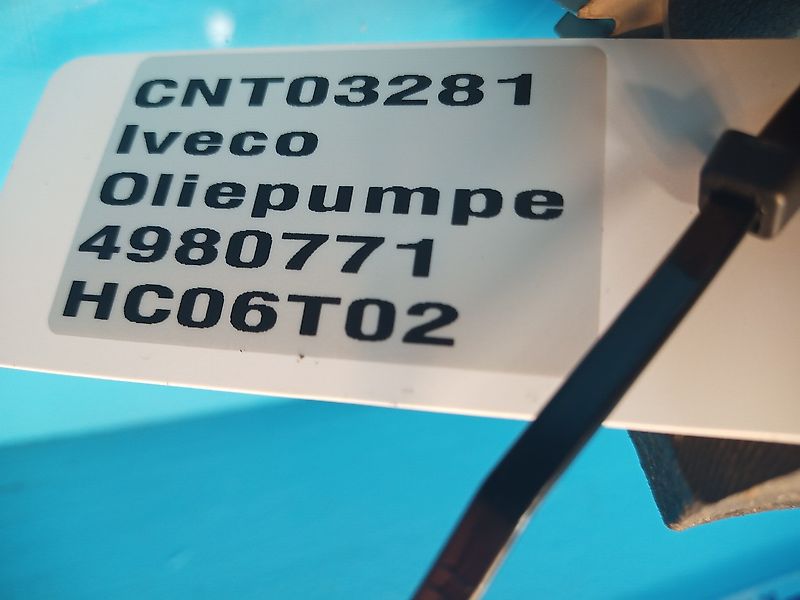 CNT03281
Iveco
Oliepumpe
4980771
HC06T02